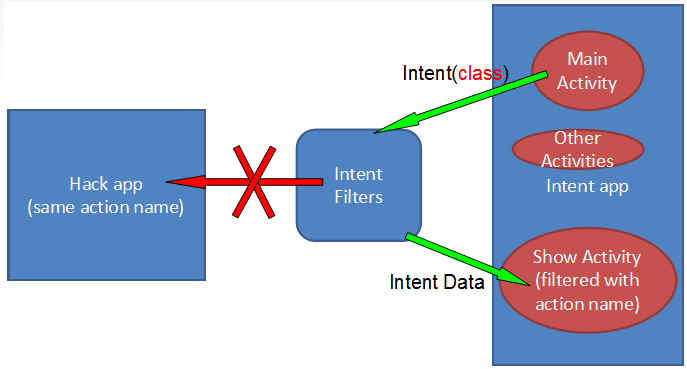 Main
Activity
Intent(class)
Other
Activities
Intent app
Hack app
(same action name)
Intent
Filters
Show Activity
(filtered with
action name)
Intent Data